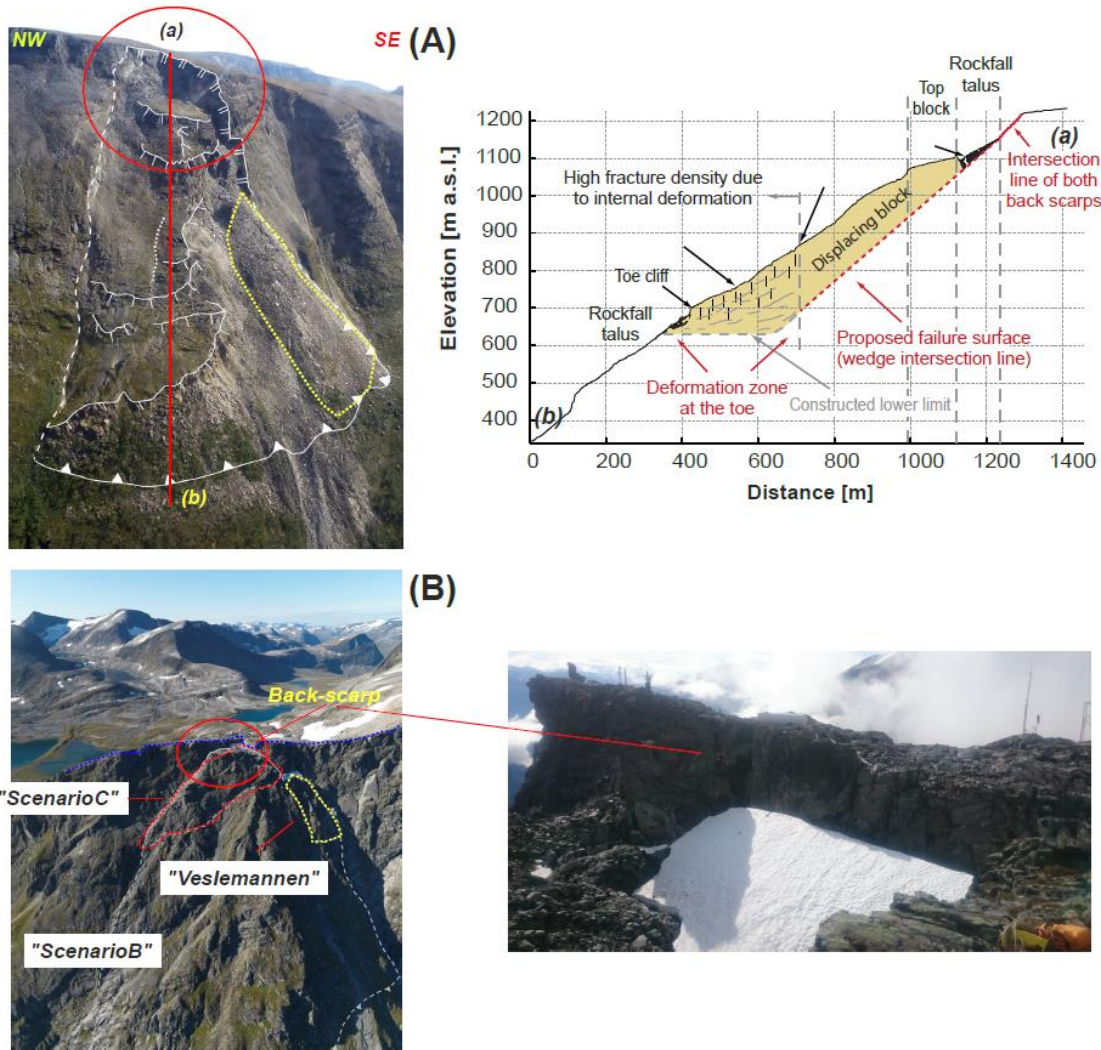 (A)
NW
(a)
SE
(b)
Rockfall
talus
Top
block
1200
1100
1000
900
800
700
600
500
400
Elevation [m a.s.l.]
(a)
Intersection
line of both
back scarps
High fracture density due
to internal deformation
Displacing block
Toe cliff
Rockfall
talus
Proposed failure surface
(wedge intersection line)
Deformation zone
at the toe
Constructed lower limit
(b)
0
200
400
600
800
1000
1200
1400
Distance [m]
(B)
Back-scarp
"ScenarioC"
"Veslemannen"
"ScenarioB"